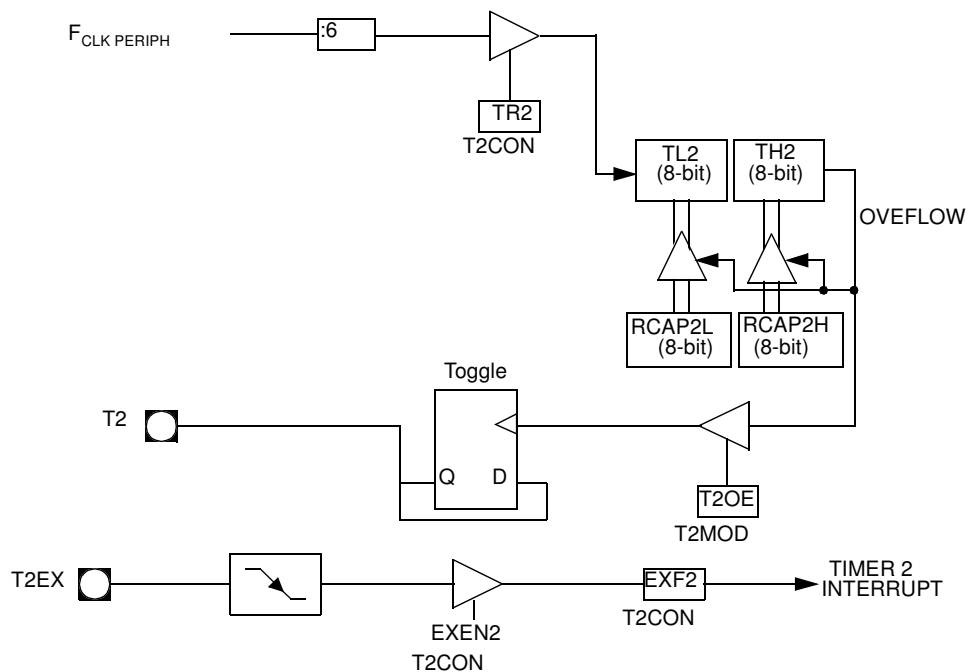 F CLK PERIPH
:6
TR2
T2CON
TL2
(8-bit)
TH2
(8-bit)
OVEFLOW
RCAP2L
(8-bit)
RCAP2H
(8-bit)
Toggle
T2
Q
D
T2OE
T2MOD
T2EX
EXEN2
T2CON
EXF2
T2CON
TIMER 2
INTERRUPT